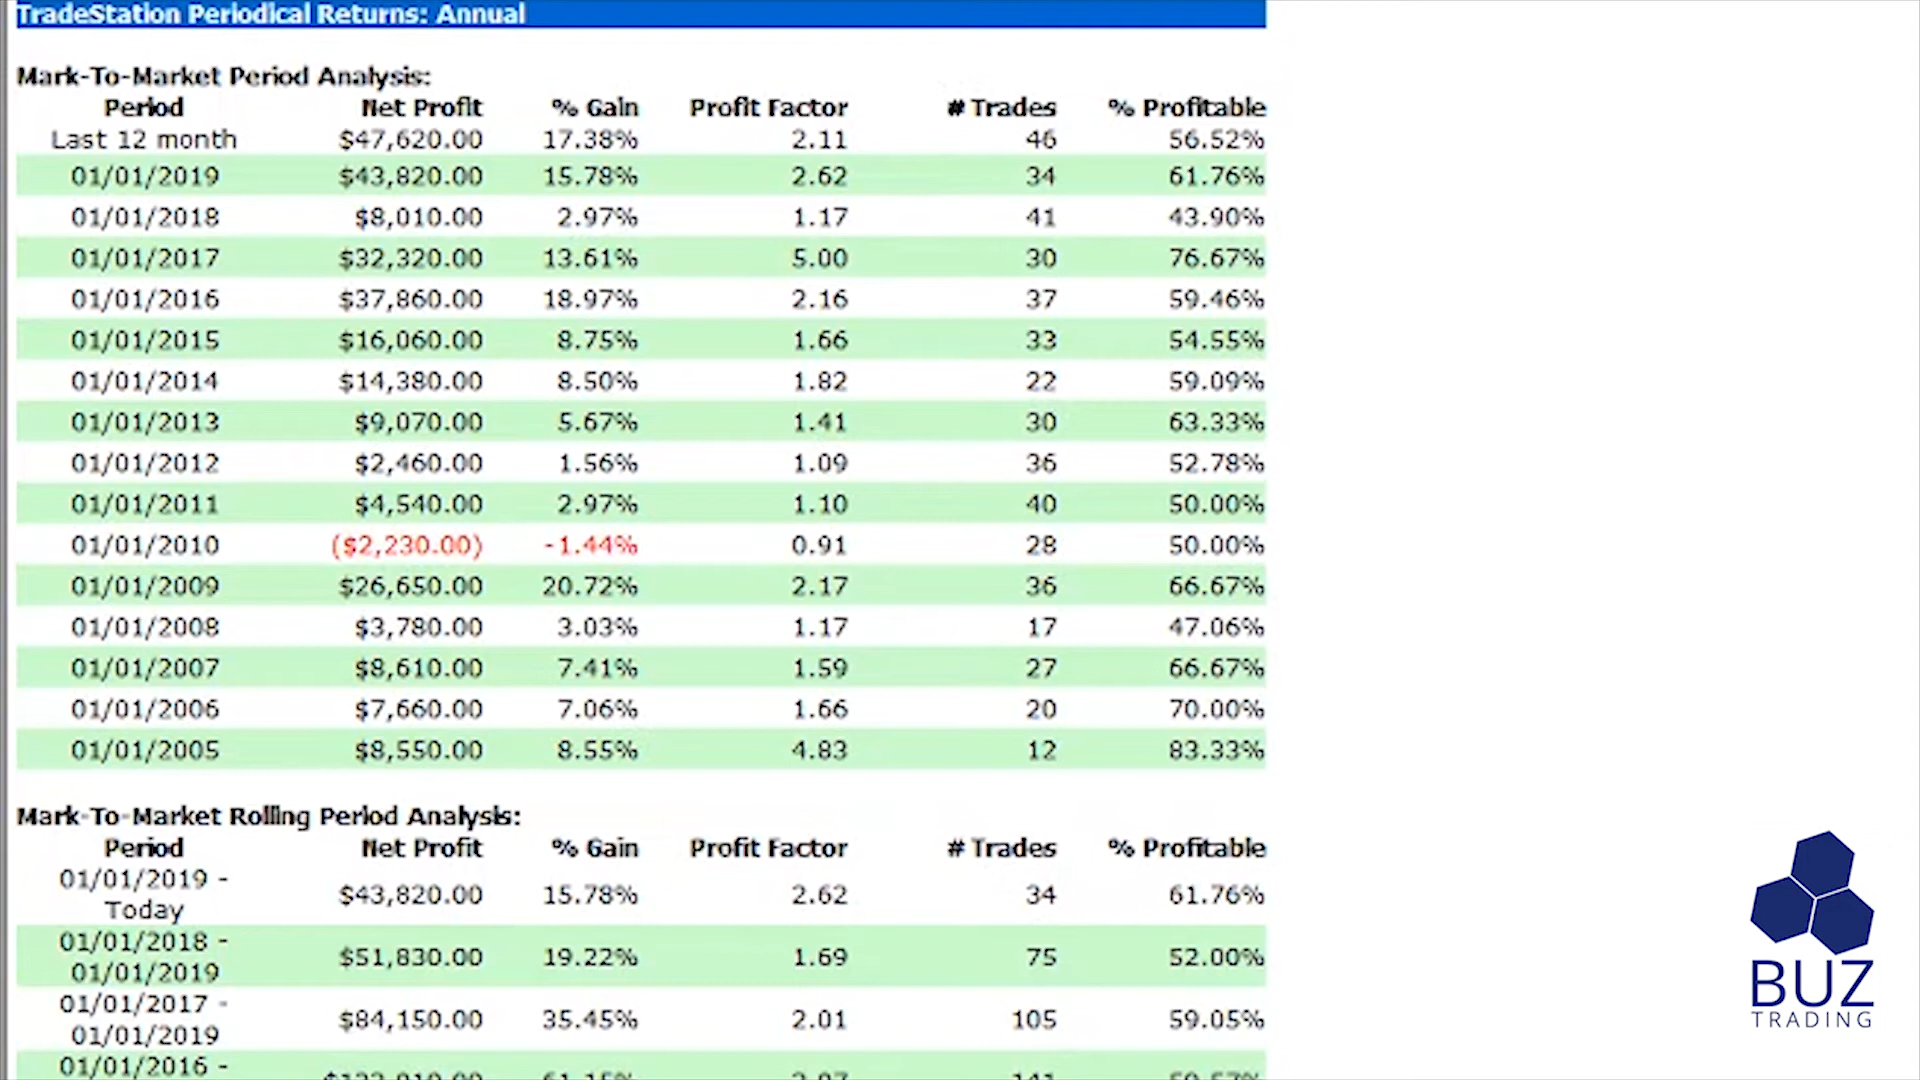 TradeStation Periodical Returns: Annual
Mark-To-Market Period Analysis:
Period Net Profit % Gain Profit Factor # Trades % Profitable
Last 12 month $47,620.00 17.38% 2.11 46 56.52%
01/01/2019 $43,820.00 15.78% 2.62 34 61.76%
01/01/2018 $8,010.00 2.97% 1.17 41 43.90%
01/01/2017 $32,320.00 13.61% 5.00 30 76.67%
01/01/2016 $37,860.00 18.97% 2.16 37 59.46%
01/01/2015 $16,060.00 8.75% 1.66 33 54.55%
01/01/2014 $14,380.00 8.50% 1.82 22 59.09%
01/01/2013 $9,070.00 5.67% 1.41 30 63.33%
01/01/2012 $2,460.00 1.56% 1.09 36 52.78%
01/01/2011 $4,540.00 2.97% 1.10 40 50.00%
01/01/2010 ($2,230.00) -1.44% 0.91 28 50.00%
01/01/2009 $26,650.00 20.72% 2.17 36 66.67%
01/01/2008 $3,780.00 3.03% 1.17 17 47.06%
01/01/2007 $8,610.00 7.41% 1.59 27 66.67%
01/01/2006 $7,660.00 7.06% 1.66 20 70.00%
01/01/2005 $8,550.00 8.55% 4.83 12 83.33%
Mark-To-Market Rolling Period Analysis:
Period Net Profit % Gain Profit Factor # Trades % Profitable
01/01/2019 -
Today $43,820.00 15.78% 2.62 34 61.76%
01/01/2018 -
01/01/2019 $51,830.00 19.22% 1.69 75 52.00%
01/01/2017 -
01/01/2019 $84,150.00 35.45% 2.01 105 59.05%
01/01/2016 -
BUZ
TRADING